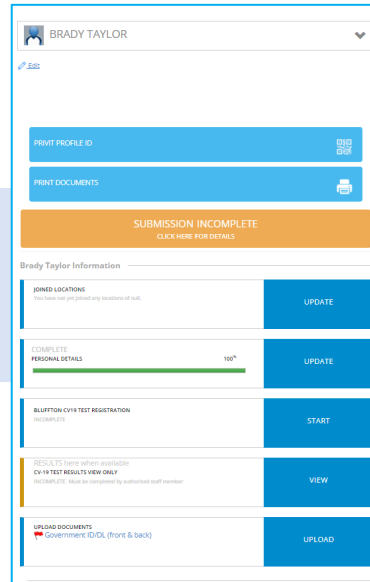 BRADY TAYLOR
Edit
PRIVIT PROFILE ID
PRINT DOCUMENTS
SUBMISSION INCOMPLETE
CLICK HERE FOR DETAILS
Brady Taylor Information
JOINED LOCATIONS
You have not yet joined any locations of null.
UPDATE
COMPLETE
PERSONAL DETAILS
100%
UPDATE
BLUFFTON CV19 TEST REGISTRATION
INCOMPLETE
START
RESULTS here when available
CV-19 TEST RESULTS VIEW ONLY
INCOMPLETE. Must be completed by authorized staff member
VIEW
UPLOAD DOCUMENTS
Government ID/DL (front & back)
UPLOAD